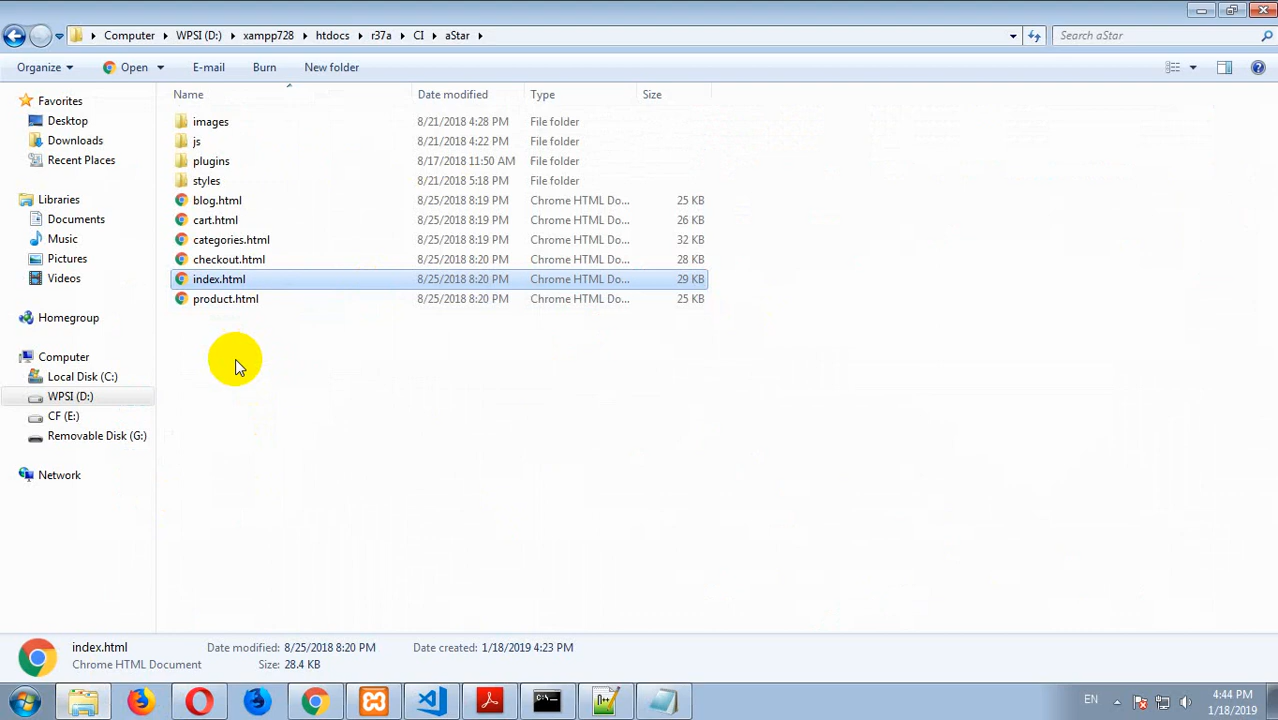 Computer WPSI (D:) xampp728 htdocs r37a CI aStar Search aStar
Organize Open E-mail Burn New folder
Name Date modified Type Size
Favorites
Desktop
Downloads
Recent Places
Libraries
Documents
Music
Pictures
Videos
Homegroup
Computer
Local Disk (C:)
WPSI (D:)
CF (E:)
Removable Disk (G:)
Network
images 8/21/2018 4:28 PM File folder
js 8/21/2018 4:22 PM File folder
plugins 8/17/2018 11:50 AM File folder
styles 8/21/2018 5:18 PM File folder
blog.html 8/25/2018 8:19 PM Chrome HTML Do... 25 KB
cart.html 8/25/2018 8:19 PM Chrome HTML Do... 26 KB
categories.html 8/25/2018 8:19 PM Chrome HTML Do... 32 KB
checkout.html 8/25/2018 8:20 PM Chrome HTML Do... 28 KB
index.html 8/25/2018 8:20 PM Chrome HTML Do... 29 KB
product.html 8/25/2018 8:20 PM Chrome HTML Do... 25 KB
index.html Date modified: 8/25/2018 8:20 PM Date created: 1/18/2019 4:23 PM
Chrome HTML Document Size: 28.4 KB
EN 4:44 PM
1/18/2019